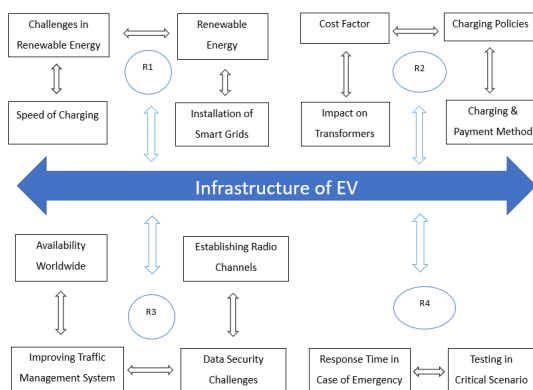 Challenges in
Renewable Energy
Renewable
Energy
Cost Factor
Charging Policies
R1
R2
Speed of Charging
Installation of
Smart Grids
Impact on
Transformers
Charging &
Payment Method
Infrastructure of EV
Availability
Worldwide
Establishing Radio
Channels
R3
R4
Improving Traffic
Management System
Data Security
Challenges
Response Time in
Case of Emergency
Testing in
Critical Scenario